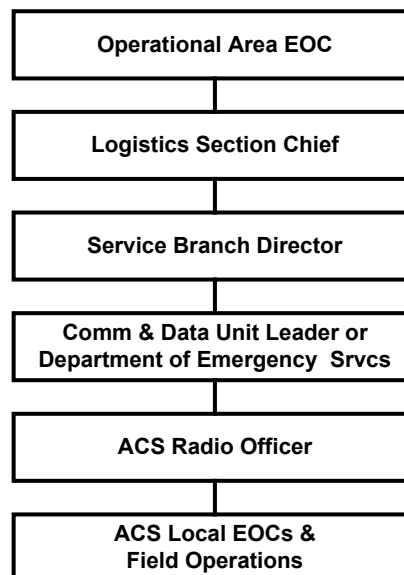 Operational Area EOC
Logistics Section Chief
Service Branch Director
Comm & Data Unit Leader or
Department of Emergency Srvcs
ACS Radio Officer
ACS Local EOCs &
Field Operations